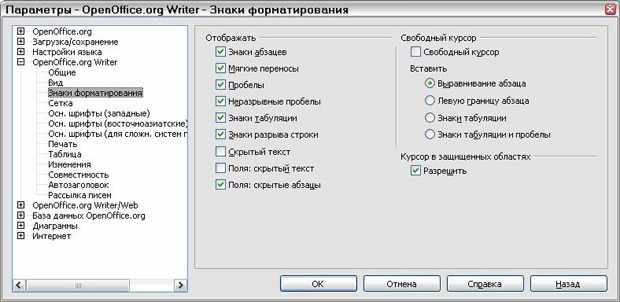 Параметры - OpenOffice.org Writer - Знаки форматирования
OpenOffice.org
Загрузка/сохранение
Настройки языка
OpenOffice.org Writer
Общие
Вид
Знаки форматирования
Сетка
Осн. шрифты (западные)
Осн. шрифты (восточноазиатские)
Осн. шрифты (для сложн. систем п
Печать
Таблица
Изменения
Совместимость
Автозаголовок
Рассылка писем
OpenOffice.org Writer/Web
База данных OpenOffice.org
Диаграммы
Интернет
Отображать
Знаки абзацев
Мягкие переносы
Пробелы
Неразрывные пробелы
Знаки табуляции
Знаки разрыва строки
Скрытый текст
Поля: скрытый текст
Поля: скрытые абзацы
Свободный курсор
Свободный курсор
Вставить
Выравнивание абзаца
Левую границу абзаца
Знаки табуляции
Знаки табуляции и пробелы
Курсор в защищенных областях
Разрешить
ОК
Отмена
Справка
Назад